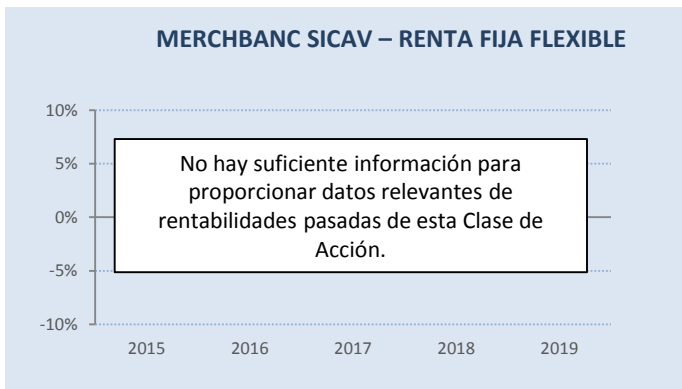 MERCHBANC SICAV – RENTA FIJA FLEXIBLE
10%
5%
0%
-5%
-10%
No hay suficiente información para
proporcionar datos relevantes de
rentabilidades pasadas de esta Clase de
Acción.
2015 2016 2017 2018 2019